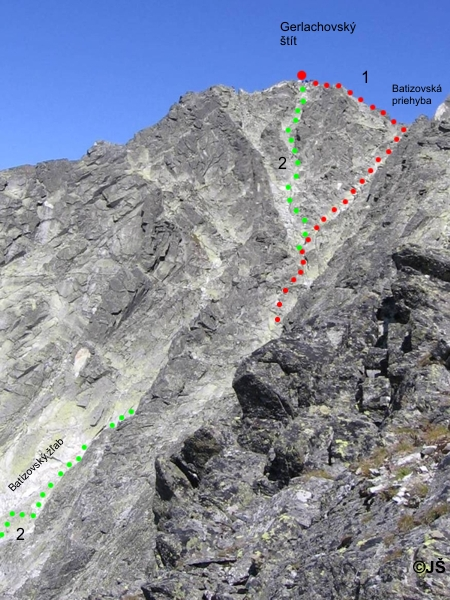 Gerlachovský
štít
1
Batizovská
priehyba
2
Batizovský žľab
2
©JŠ